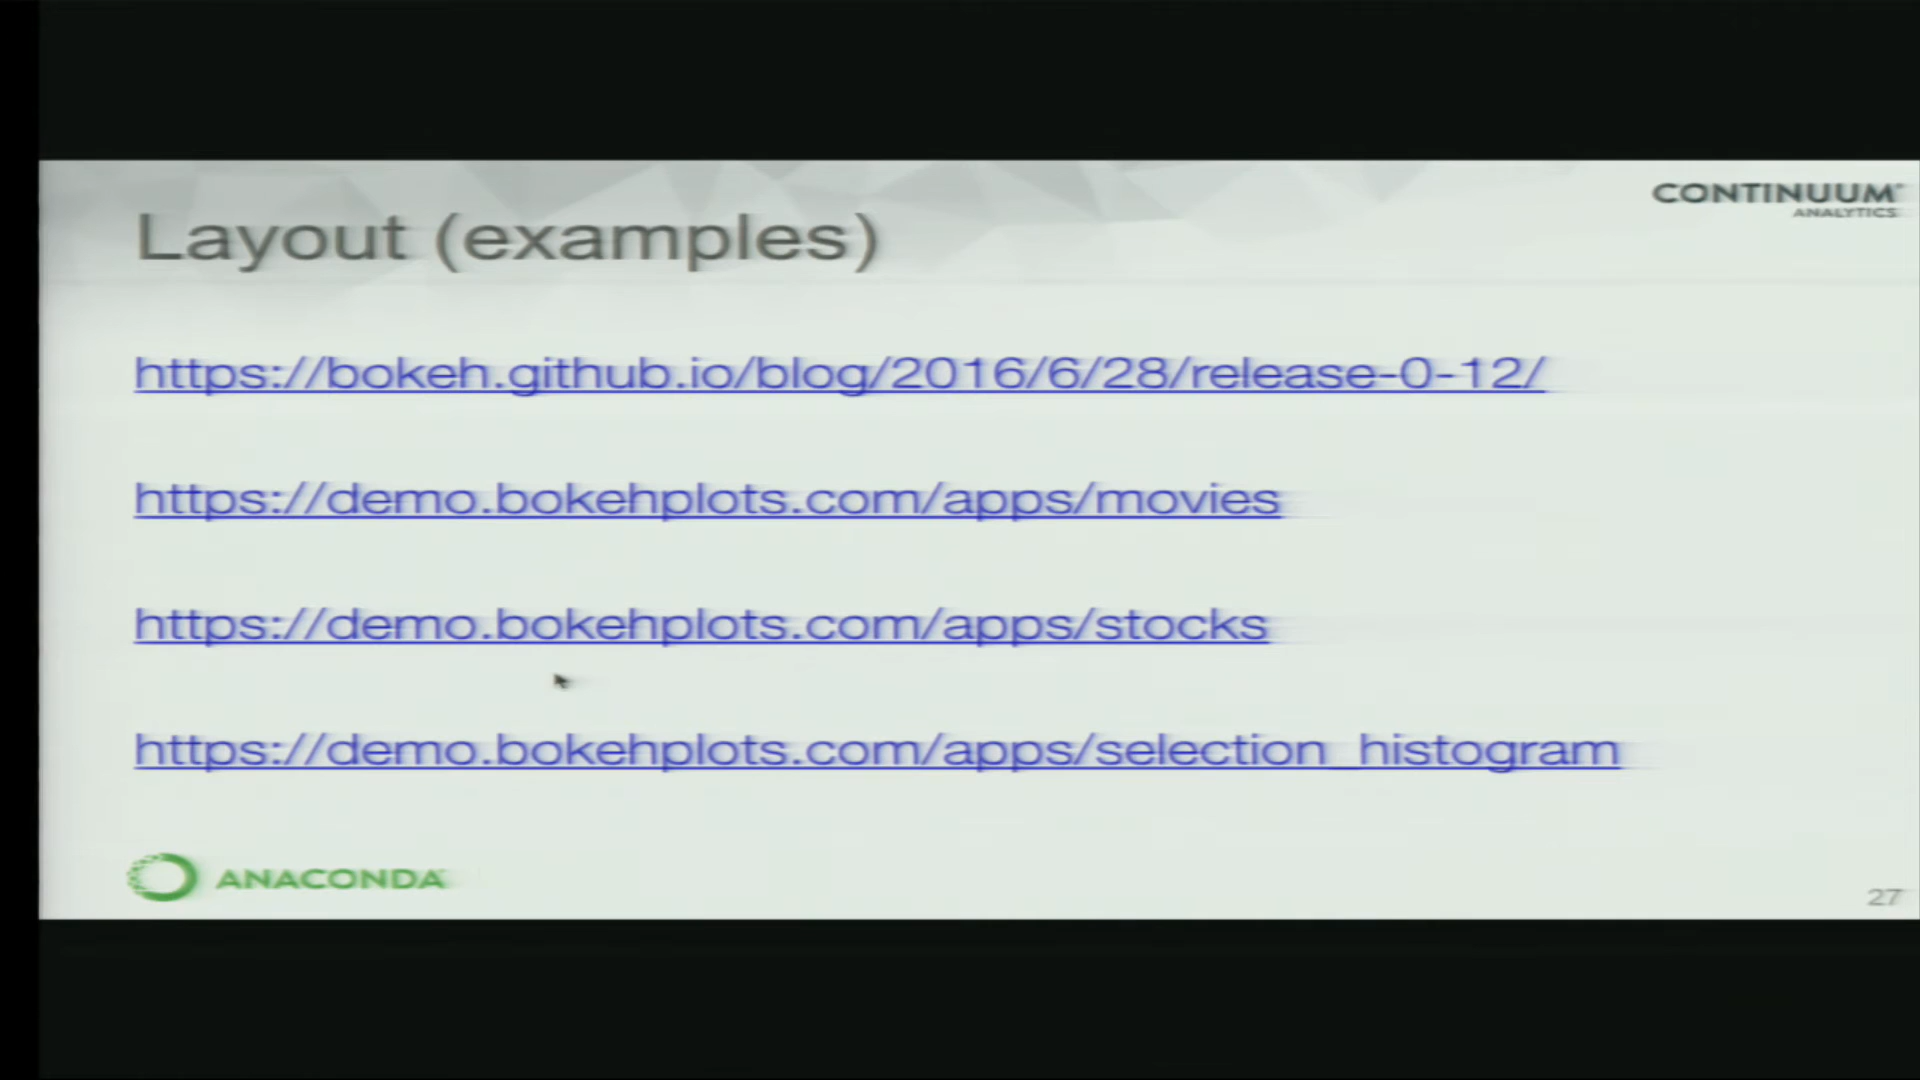 CONTINUUM
ANALYTICS
Layout (examples)
https://bokeh.github.io/blog/2016/6/28/release-0-12/
https://demo.bokehplots.com/apps/movies
https://demo.bokehplots.com/apps/stocks
https://demo.bokehplots.com/apps/selection_histogram
ANACONDA
27